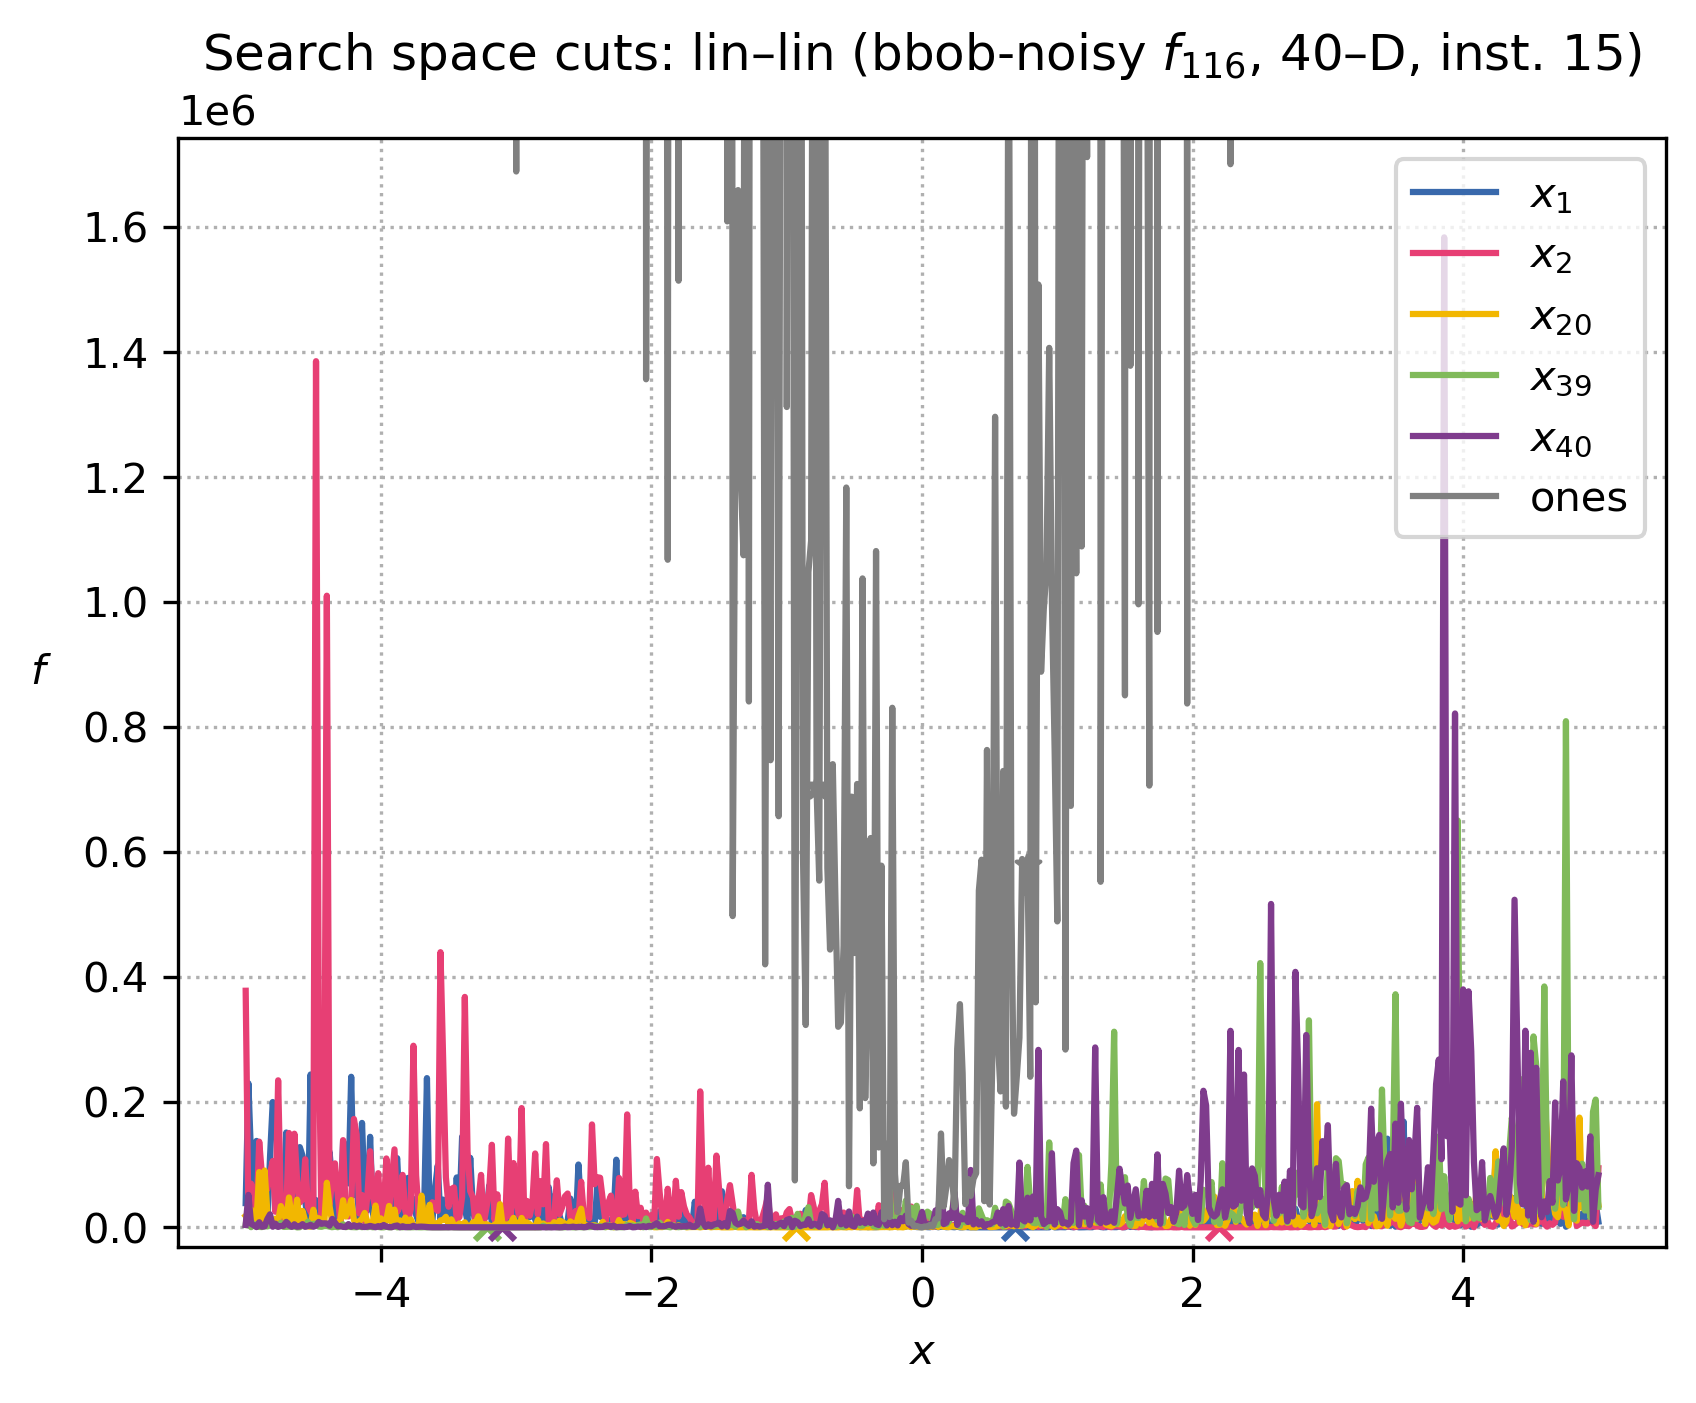 Search space cuts: lin–lin (bbob-noisy f116, 40–D, inst. 15)
1e6
1.6
1.4
1.2
1.0
0.8
0.6
0.4
0.2
0.0
f
−4
−2
0
2
4
x
x1
x2
x20
x39
x40
ones